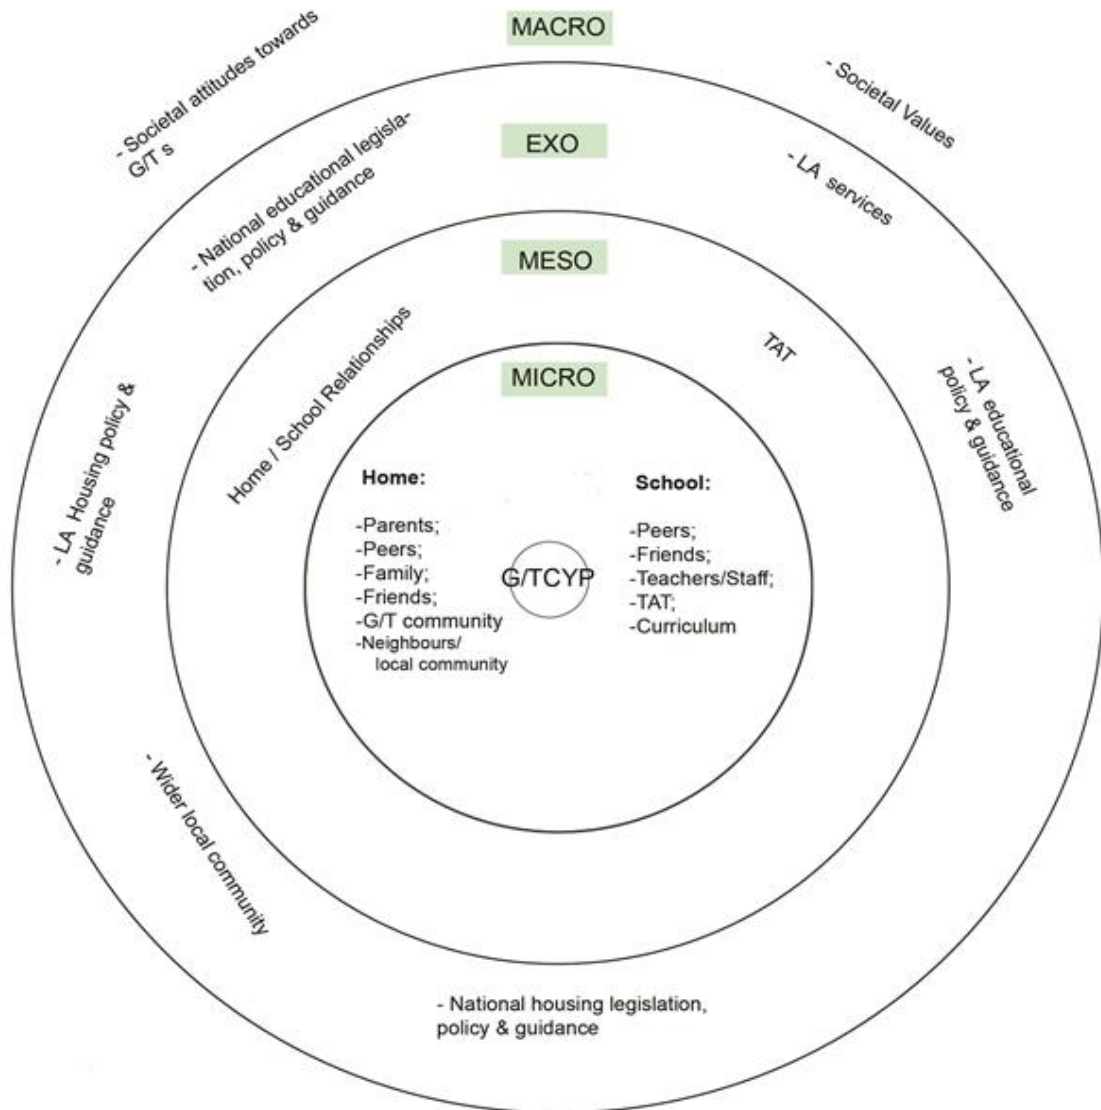 MACRO
- Societal attitudes towards
G/T s
- Societal Values
EXO
- National educational legisla-
tion, policy & guidance
- LA services
- LA Housing policy &
guidance
- LA educational
policy & guidance
- Wider local community
- National housing legislation,
policy & guidance
MESO
Home / School Relationships
TAT
MICRO
Home:
-Parents;
-Peers;
-Family;
-Friends;
-G/T community
-Neighbours/
local community
G/TCYP
School:
-Peers;
-Friends;
-Teachers/Staff;
-TAT;
-Curriculum